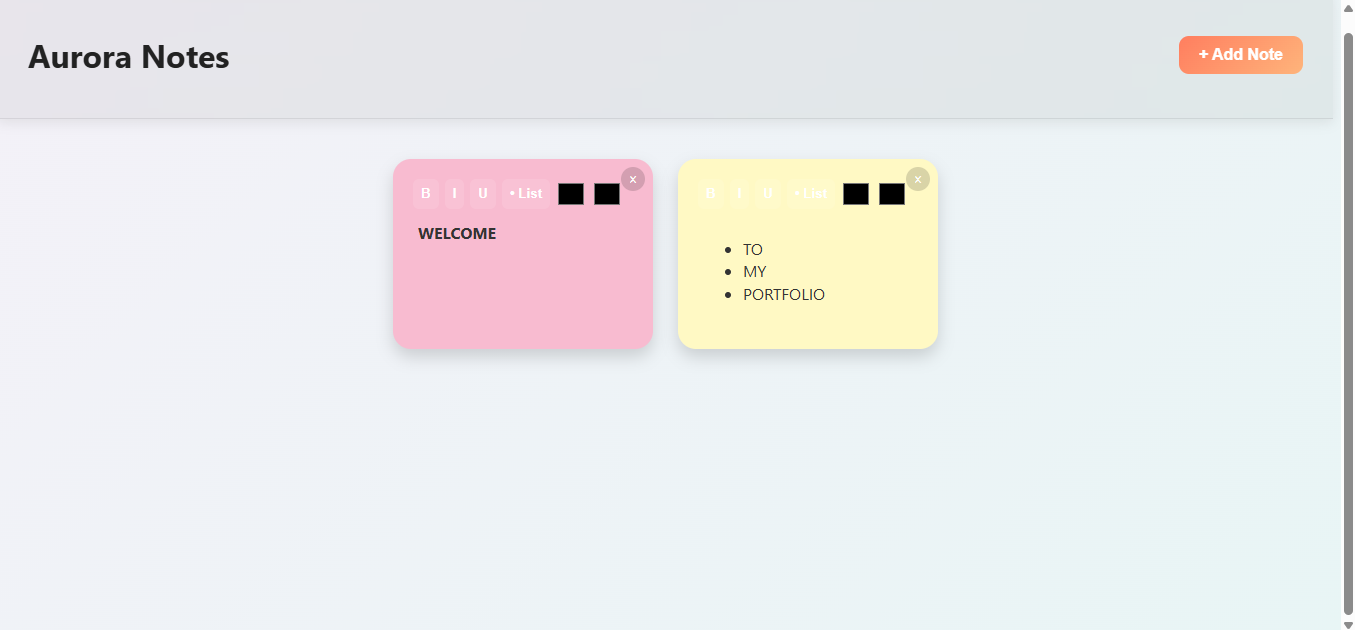 Aurora Notes
+ Add Note
B I U • List x
WELCOME
B I U • List x
• TO
• MY
• PORTFOLIO